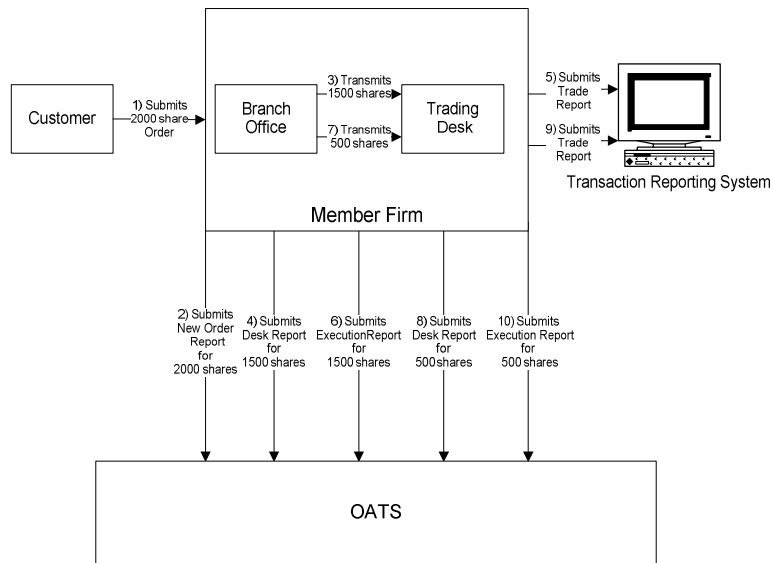 Customer
1) Submits
2000 share
Order
Branch
Office
3) Transmits
1500 shares
7) Transmits
500 shares
Trading
Desk
5) Submits
Trade
Report
9) Submits
Trade
Report
Transaction Reporting System
Member Firm
2) Submits
New Order
Report
for
2000 shares
4) Submits
Desk Report
for
1500 shares
6) Submits
ExecutionReport
for
1500 shares
8) Submits
Desk Report
for
500 shares
10) Submits
Execution Report
for
500 shares
OATS